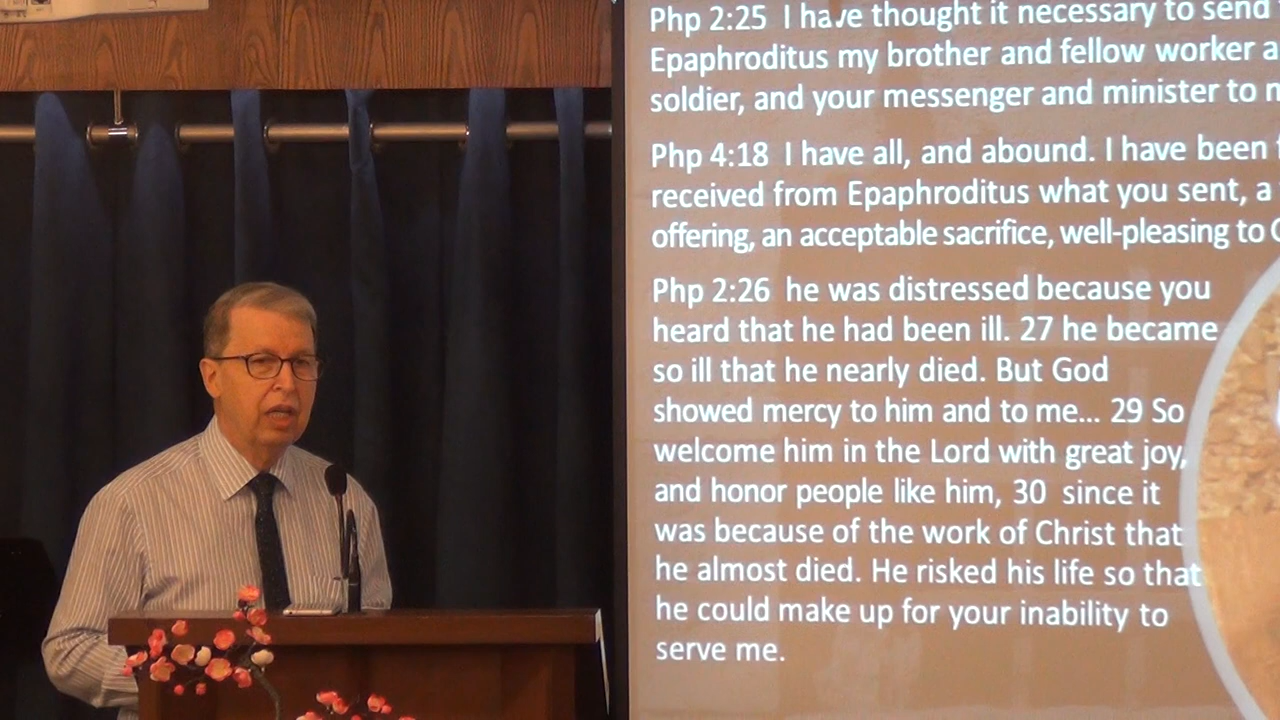 Php 2:25 I have thought it necessary to send
Epaphroditus my brother and fellow worker a
soldier, and your messenger and minister to
Php 4:18 I have all, and abound. I have been
received from Epaphroditus what you sent, a
offering, an acceptable sacrifice, well-pleasing to
Php 2:26 he was distressed because you
heard that he had been ill. 27 he became
so ill that he nearly died. But God
showed mercy to him and to me... 29 So
welcome him in the Lord with great joy,
and honor people like him, 30 since it
was because of the work of Christ that
he almost died. He risked his life so that
he could make up for your inability to
serve me.